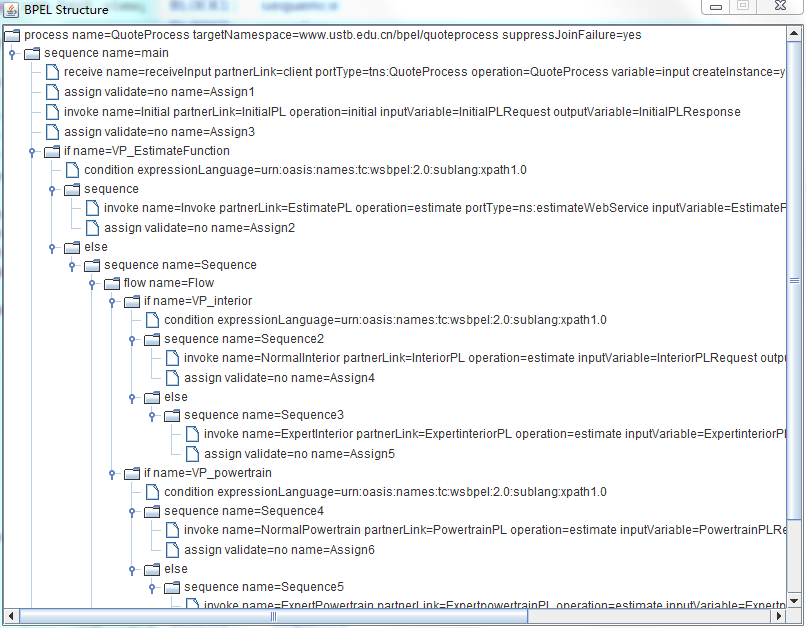 BPEL Structure
process name=QuoteProcess targetNamespace=www.ustb.edu.cn/bpel/quoteprocess suppressJoinFailure=yes
sequence name=main
receive name=receiveInput partnerLink=client portType=tns:QuoteProcess operation=QuoteProcess variable=input createInstance=y
assign validate=no name=Assign1
invoke name=Initial partnerLink=InitialPL operation=initial inputVariable=InitialPLRequest outputVariable=InitialPLResponse
assign validate=no name=Assign3
if name=VP_EstimateFunction
condition expressionLanguage=urn:oasis:names:tc:wsbpel:2.0:sublang:xpath1.0
sequence
invoke name=Invoke partnerLink=EstimatePL operation=estimate portType=ns:estimateWebService inputVariable=EstimateP
assign validate=no name=Assign2
else
sequence name=Sequence
flow name=Flow
if name=VP_interior
condition expressionLanguage=urn:oasis:names:tc:wsbpel:2.0:sublang:xpath1.0
sequence name=Sequence2
invoke name=NormalInterior partnerLink=InteriorPL operation=estimate inputVariable=InteriorPLRequest outp
assign validate=no name=Assign4
else
sequence name=Sequence3
invoke name=ExpertInterior partnerLink=ExpertinteriorPL operation=estimate inputVariable=ExpertinteriorPl
assign validate=no name=Assign5
if name=VP_powertrain
condition expressionLanguage=urn:oasis:names:tc:wsbpel:2.0:sublang:xpath1.0
sequence name=Sequence4
invoke name=NormalPowertrain partnerLink=PowertrainPL operation=estimate inputVariable=PowertrainPLRe
assign validate=no name=Assign6
else
sequence name=Sequence5
invoke name=ExpertPowertrain partnerLink=ExpertpowertrainPL operation=estimate inputVariable=Expertp